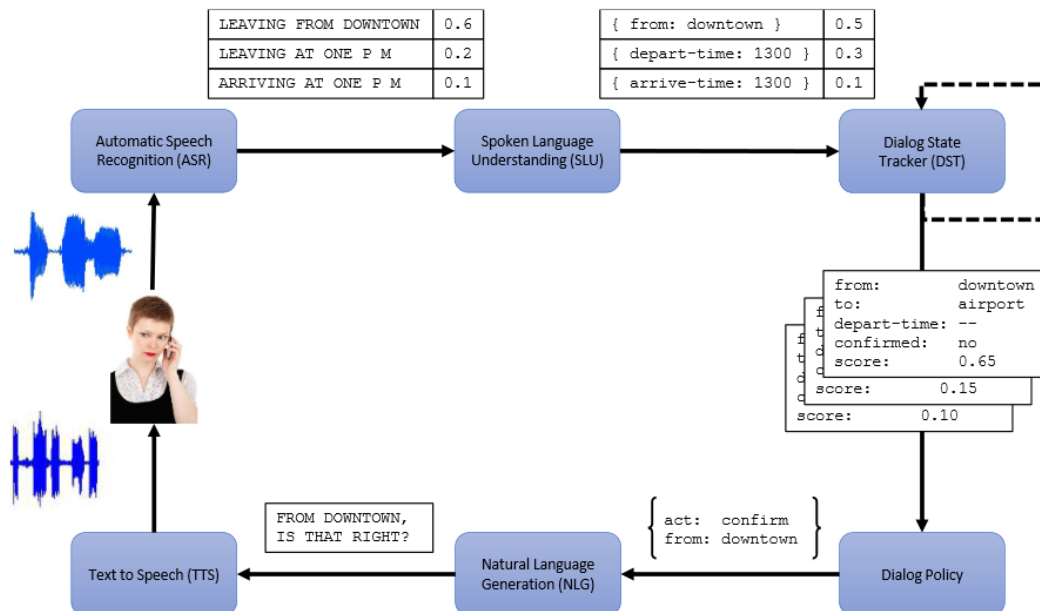 LEAVING FROM DOWNTOWN 0.6
LEAVING AT ONE P M 0.2
ARRIVING AT ONE P M 0.1
{ from: downtown } 0.5
{ depart-time: 1300 } 0.3
{ arrive-time: 1300 } 0.1
Automatic Speech
Recognition (ASR)
Spoken Language
Understanding (SLU)
Dialog State
Tracker (DST)
from: downtown
to: airport
depart-time: --
confirmed: no
score: 0.65
score: 0.15
score: 0.10
act: confirm
from: downtown
FROM DOWNTOWN,
IS THAT RIGHT?
Text to Speech (TTS)
Natural Language
Generation (NLG)
Dialog Policy